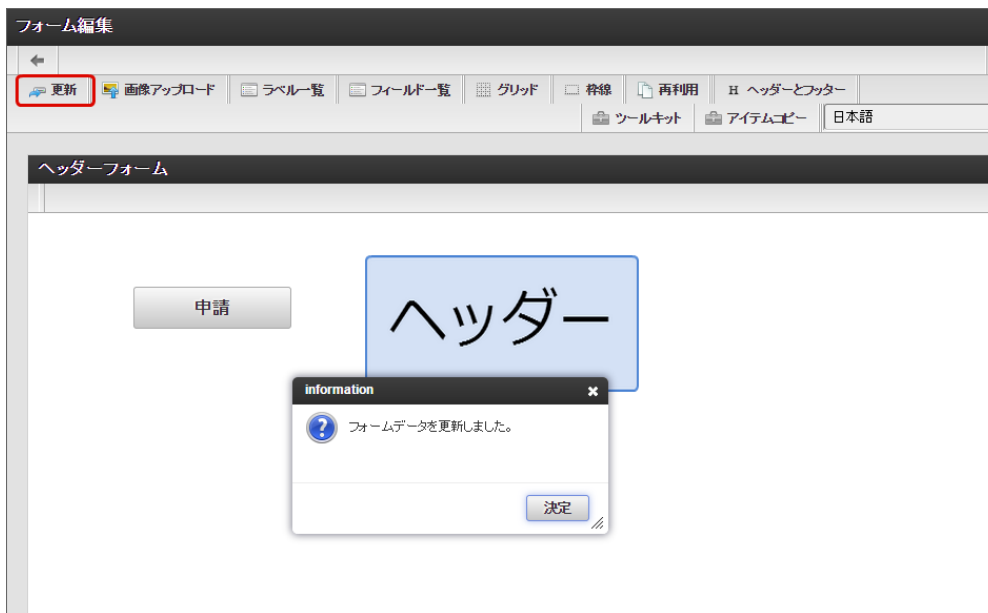 フォーム編集
更新 画像アップロード ラベル一覧 フィールド一覧 グリッド 枠線 再利用 H ヘッダーとフッター
ツールキット アイテムコピー 日本語
ヘッダーフォーム
申請
ヘッダー
information
フォームデータを更新しました。
決定